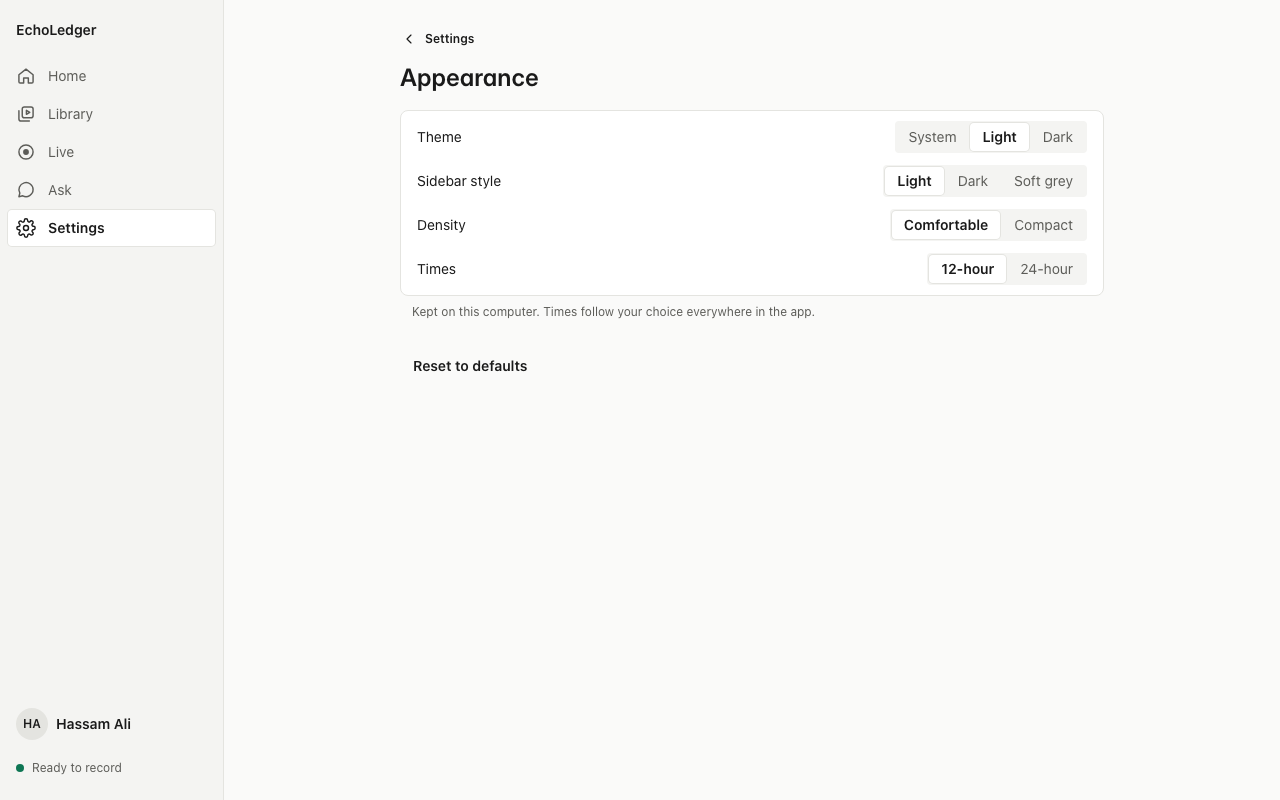 EchoLedger
Home
Library
Live
Ask
Settings
HA Hassam Ali
Ready to record
Settings
Appearance
Theme System Light Dark
Sidebar style Light Dark Soft grey
Density Comfortable Compact
Times 12-hour 24-hour
Kept on this computer. Times follow your choice everywhere in the app.
Reset to defaults